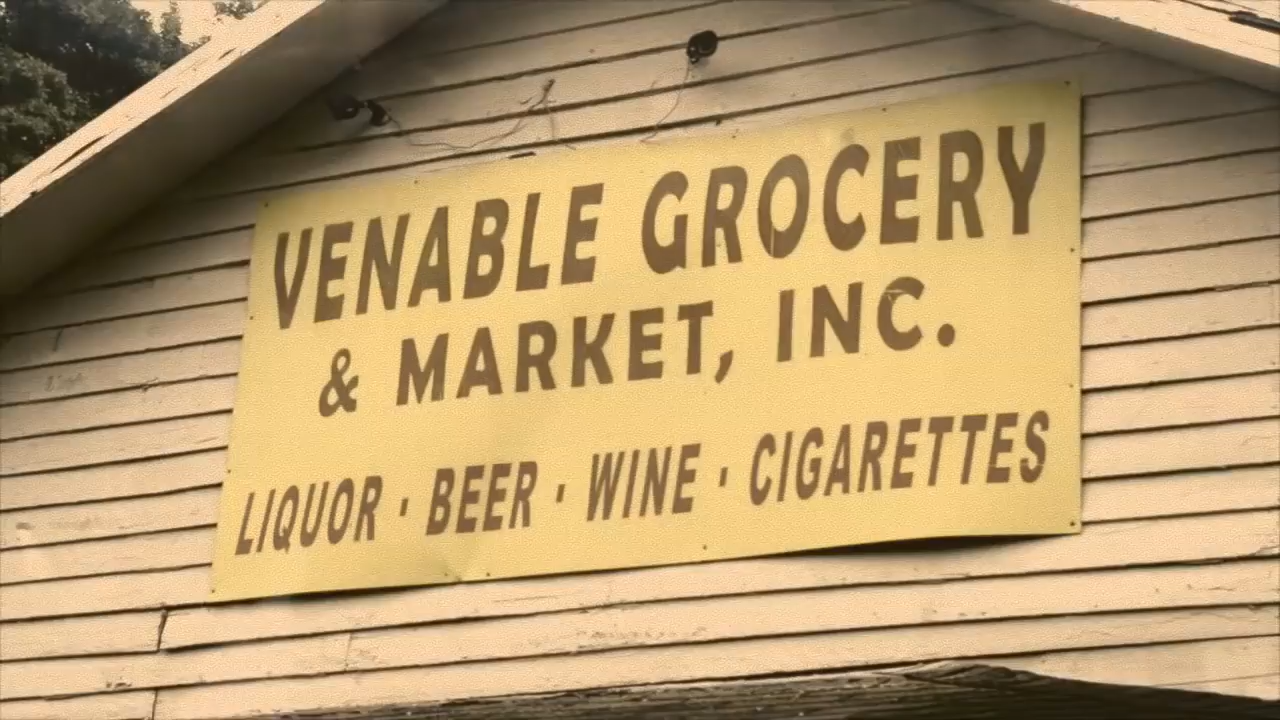 VENABLE GROCERY
& MARKET, INC.
LIQUOR · BEER · WINE · CIGARETTES